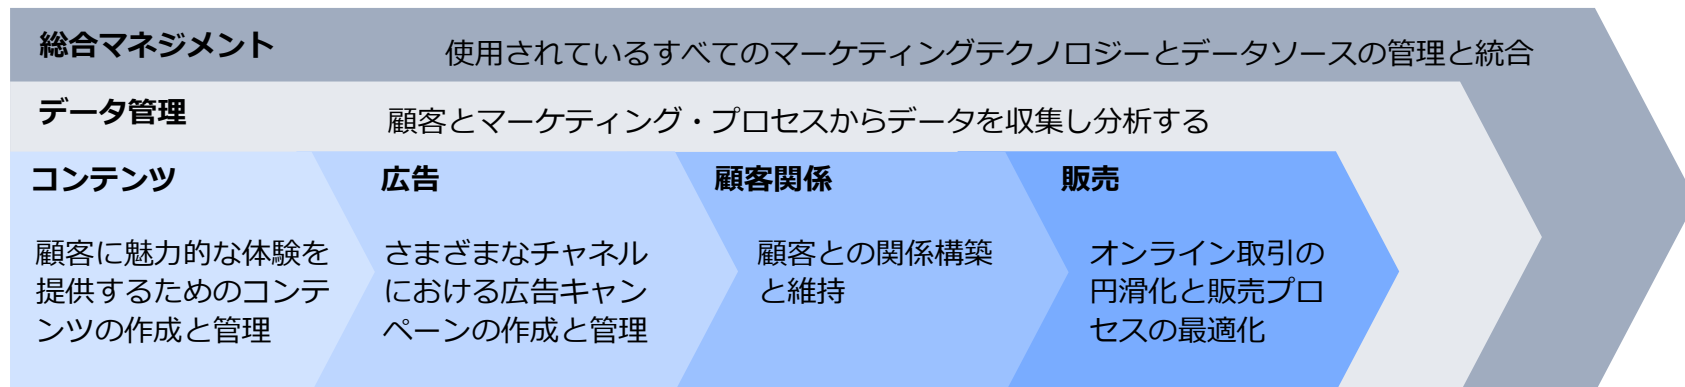 総合マネジメント
使用されているすべてのマーケティングテクノロジーとデータソースの管理と統合
データ管理
顧客とマーケティング・プロセスからデータを収集し分析する
コンテンツ
顧客に魅力的な体験を
提供するためのコンテ
ンツの作成と管理
広告
さまざまなチャネル
における広告キャン
ペーンの作成と管理
顧客関係
顧客との関係構築
と維持
販売
オンライン取引の
円滑化と販売プロ
セスの最適化